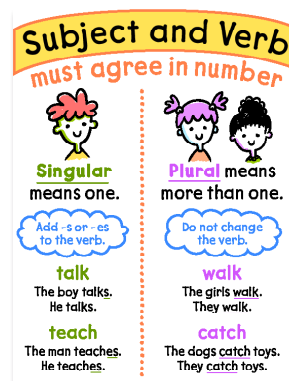 Subject and Verb
must agree in number
Singular
means one.
Add -s or -es
to the verb.
talk
The boy talks.
He talks.
teach
The man teaches.
He teaches.
Plural means
more than one.
Do not change
the verb.
walk
The girls walk.
They walk.
catch
The dogs catch toys.
They catch toys.